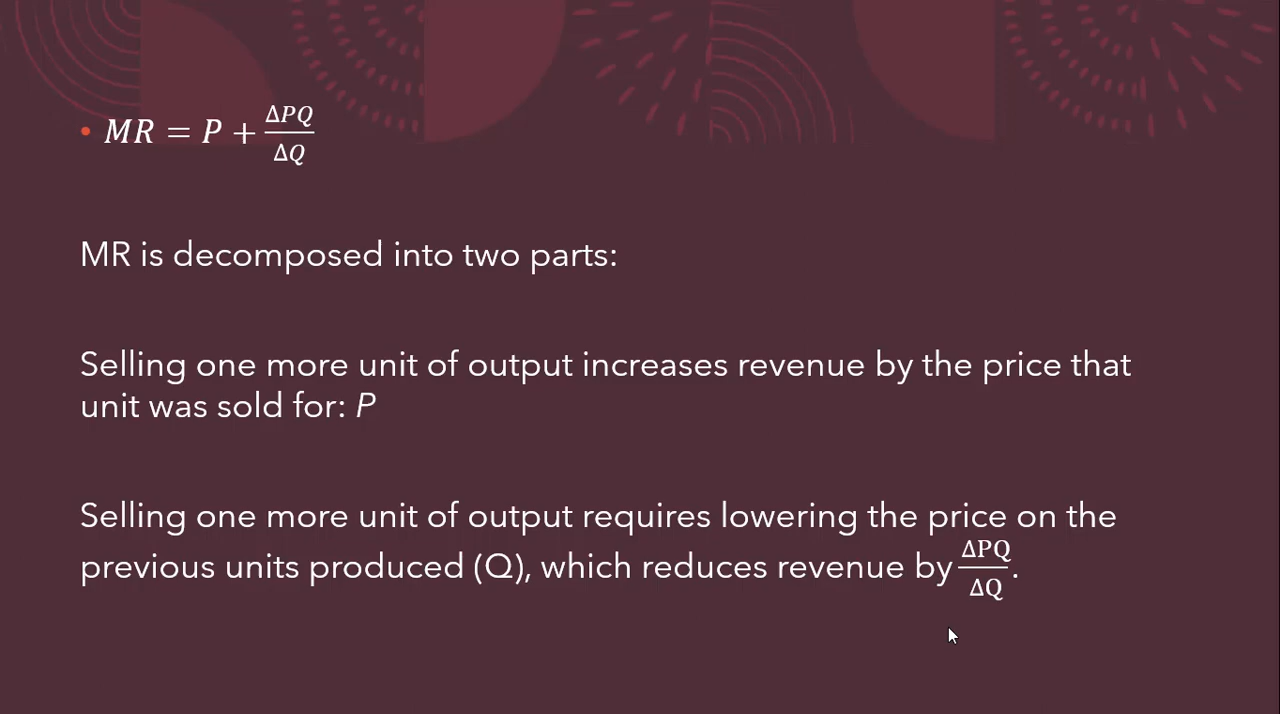 • MR = P + ΔPQ/ΔQ
MR is decomposed into two parts:
Selling one more unit of output increases revenue by the price that
unit was sold for: P
Selling one more unit of output requires lowering the price on the
previous units produced (Q), which reduces revenue by ΔPQ/ΔQ.